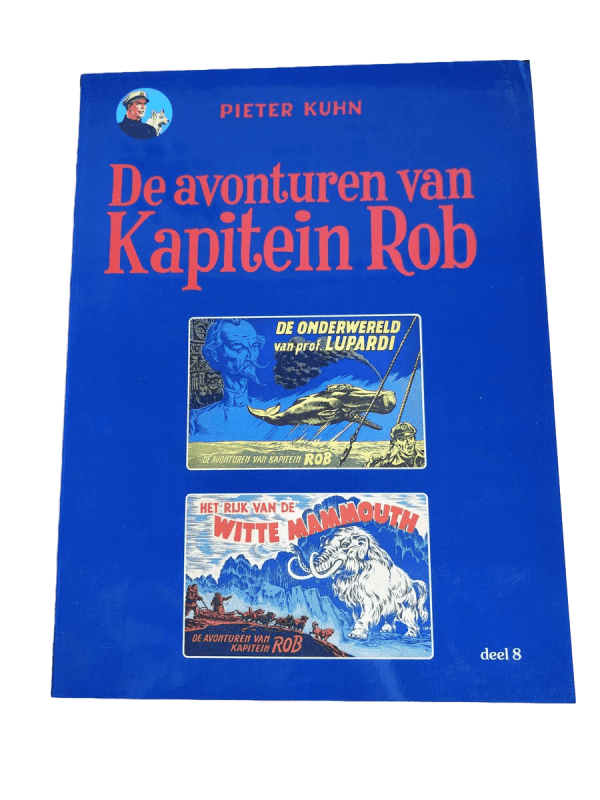 PIETER KUHN
De avonturen van
Kapitein Rob
DE ONDERWERELD
van prof. LUPARDI
DE AVONTUREN VAN KAPITEIN ROB
HET RIJK VAN DE
WITTE MAMMOUTH
DE AVONTUREN VAN
KAPITEIN ROB
deel 8